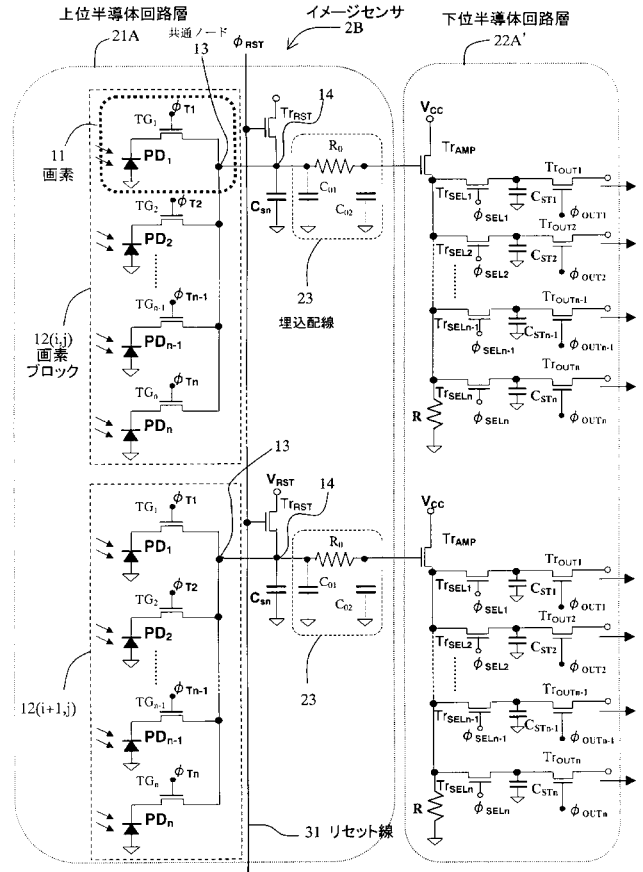 上位半導体回路層
21A
共通ノード
13
ϕRST
イメージセンサ
2B
下位半導体回路層
22A'
14
VCC
ϕT1
TG1
TrRST
R0
TrAMP
11
画素
PD1
C01
C02
Csn
TrOUT1
TrSEL1
CST1
ϕSEL1
ϕOUT1
ϕT2
TG2
PD2
TrOUT2
TrSEL2
CST2
ϕSEL2
ϕOUT2
23
埋込配線
ϕTn-1
TGn-1
PDn-1
12(i,j)
画素
ブロック
TrOUTn-1
TrSELn-1
CSTn-1
ϕSELn-1
ϕOUTn-1
ϕTn
TGn
PDn
TrOUTn
TrSELn
CSTn
ϕSELn
ϕOUTn
R
13
14
VRST
VCC
ϕT1
TG1
TrRST
R0
TrAMP
PD1
C01
C02
Csn
TrOUT1
TrSEL1
CST1
ϕSEL1
ϕOUT1
ϕT2
TG2
PD2
TrOUT2
TrSEL2
CST2
ϕSEL2
ϕOUT2
23
12(i+1,j)
ϕTn-1
TGn-1
PDn-1
TrOUTn-1
TrSELn-1
CSTn-1
ϕSELn-1
ϕOUTn-1
ϕTn
TGn
PDn
TrOUTn
TrSELn
CSTn
ϕSELn
ϕOUTn
R
31 リセット線